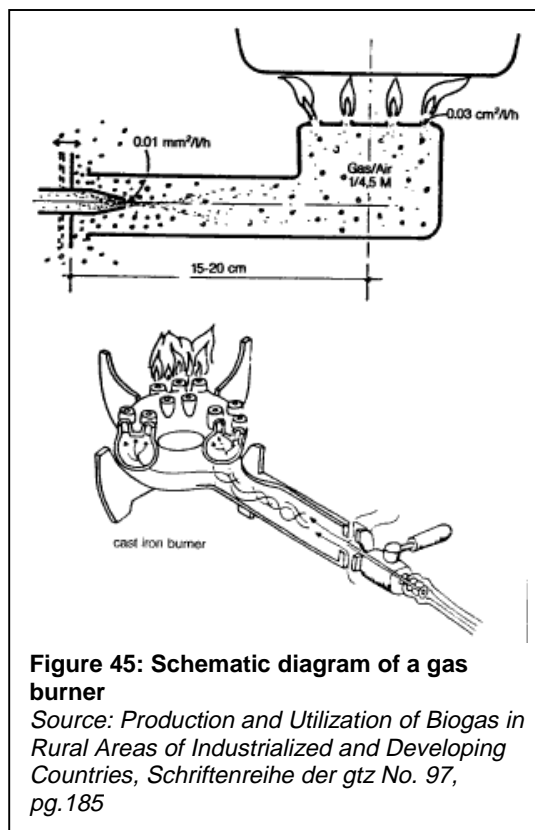 0.01 mm²/l/h
0.03 cm²/l/h
Gas/Air
1/4,5 M
15-20 cm
cast iron burner
Figure 45: Schematic diagram of a gas
burner
Source: Production and Utilization of Biogas in
Rural Areas of Industrialized and Developing
Countries, Schriftenreihe der gtz No. 97,
pg.185